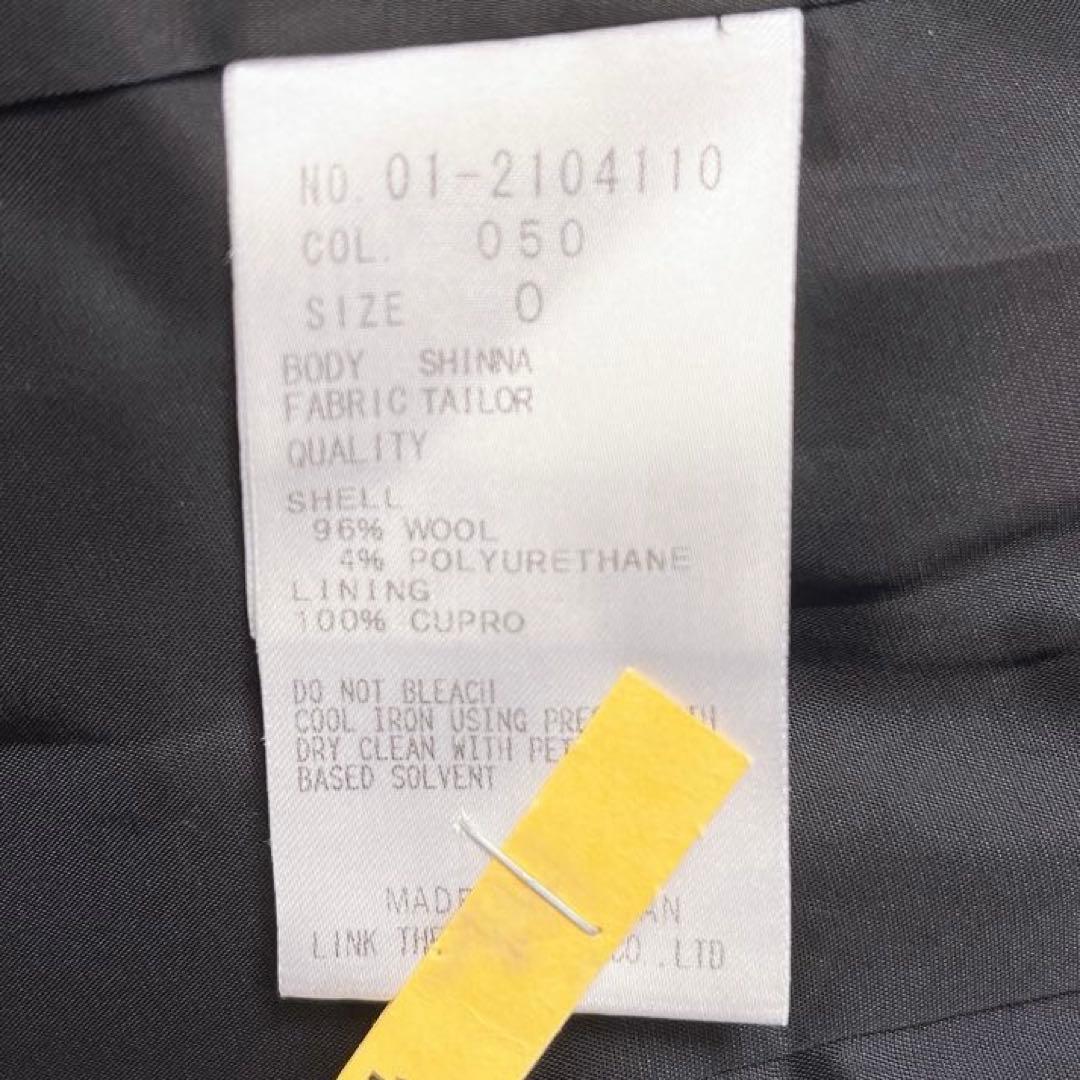 NO. 01-2104110
COL. 050
SIZE 0
BODY SHINNA
FABRIC TAILOR
QUALITY
SHELL
96% WOOL
4% POLYURETHANE
LINING
100% CUPRO
DO NOT BLEACH
COOL IRON USING
DRY CLEAN WITH
BASED SOLVENT
LINK CO.,LTD